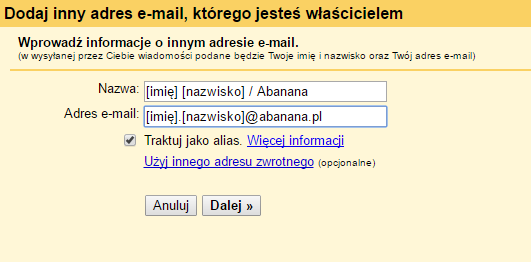 Dodaj inny adres e-mail, którego jesteś właścicielem
Wprowadź informacje o innym adresie e-mail.
(w wysyłanej przez Ciebie wiadomości podane będzie Twoje imię i nazwisko oraz Twój adres e-mail)
Nazwa: [imię] [nazwisko] / Abanana
Adres e-mail: [imię].[nazwisko]@abanana.pl
Traktuj jako alias. Więcej informacji
Użyj innego adresu zwrotnego (opcjonalne)
Anuluj Dalej »